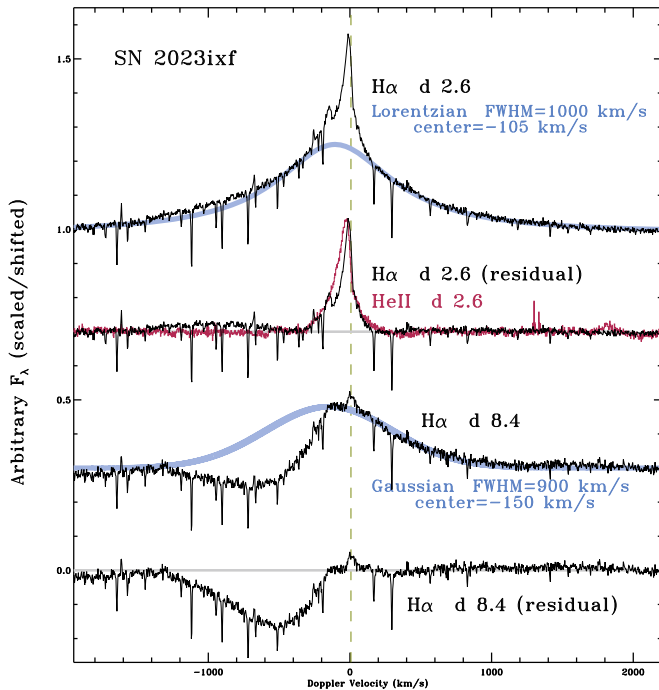 SN 2023ixf
Hα d 2.6
Lorentzian FWHM=1000 km/s
center=−105 km/s
Hα d 2.6 (residual)
HeII d 2.6
Hα d 8.4
Gaussian FWHM=900 km/s
center=−150 km/s
Hα d 8.4 (residual)
Arbitrary Fλ (scaled/shifted)
1.5
1.0
0.5
0.0
−1000 0 1000 2000
Doppler Velocity (km/s)